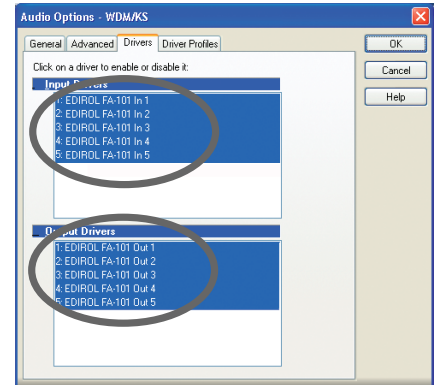 Audio Options - WDM/KS
General Advanced Drivers Driver Profiles
OK
Cancel
Help
Click on a driver to enable or disable it:
Input Drivers
1: EDIROL FA-101 In 1
2: EDIROL FA-101 In 2
3: EDIROL FA-101 In 3
4: EDIROL FA-101 In 4
5: EDIROL FA-101 In 5
Output Drivers
1: EDIROL FA-101 Out 1
2: EDIROL FA-101 Out 2
3: EDIROL FA-101 Out 3
4: EDIROL FA-101 Out 4
5: EDIROL FA-101 Out 5